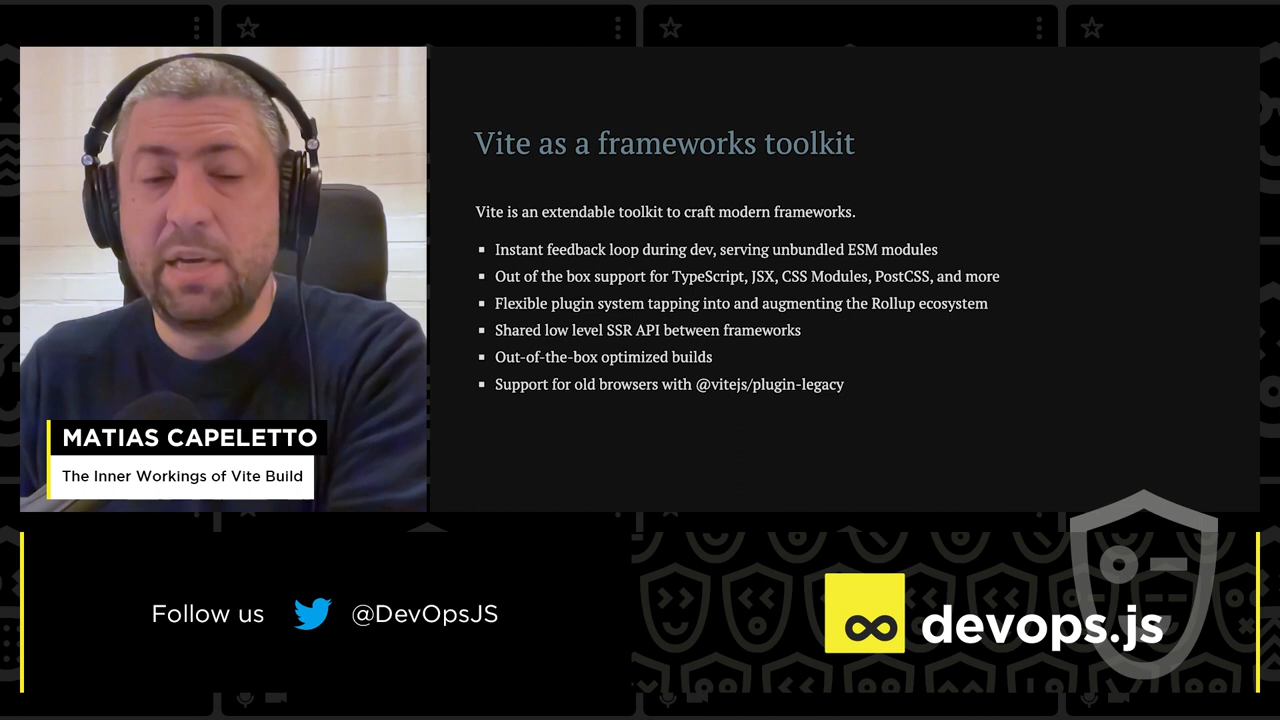 Vite as a frameworks toolkit
Vite is an extendable toolkit to craft modern frameworks.
▪ Instant feedback loop during dev, serving unbundled ESM modules
▪ Out of the box support for TypeScript, JSX, CSS Modules, PostCSS, and more
▪ Flexible plugin system tapping into and augmenting the Rollup ecosystem
▪ Shared low level SSR API between frameworks
▪ Out-of-the-box optimized builds
▪ Support for old browsers with @vitejs/plugin-legacy
MATIAS CAPELETTO
The Inner Workings of Vite Build
Follow us @DevOpsJS
devops.js